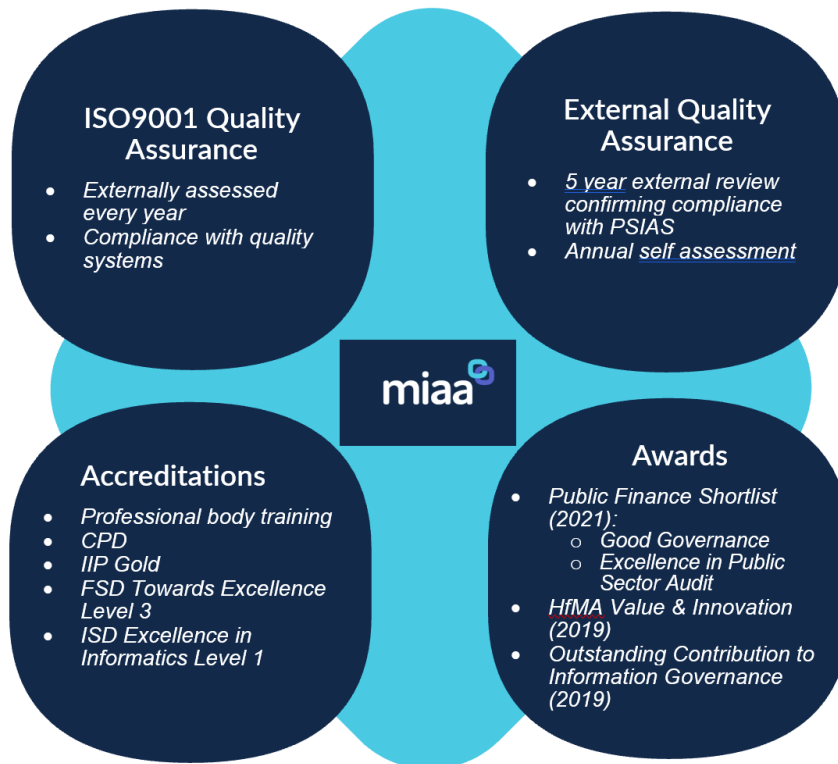 ISO9001 Quality
Assurance
• Externally assessed
every year
• Compliance with quality
systems
External Quality
Assurance
• 5 year external review
confirming compliance
with PSIAS
• Annual self assessment
miaa
Accreditations
• Professional body training
• CPD
• IIP Gold
• FSD Towards Excellence
Level 3
• ISD Excellence in
Informatics Level 1
Awards
• Public Finance Shortlist
(2021):
o Good Governance
o Excellence in Public
Sector Audit
• HfMA Value & Innovation
(2019)
• Outstanding Contribution to
Information Governance
(2019)